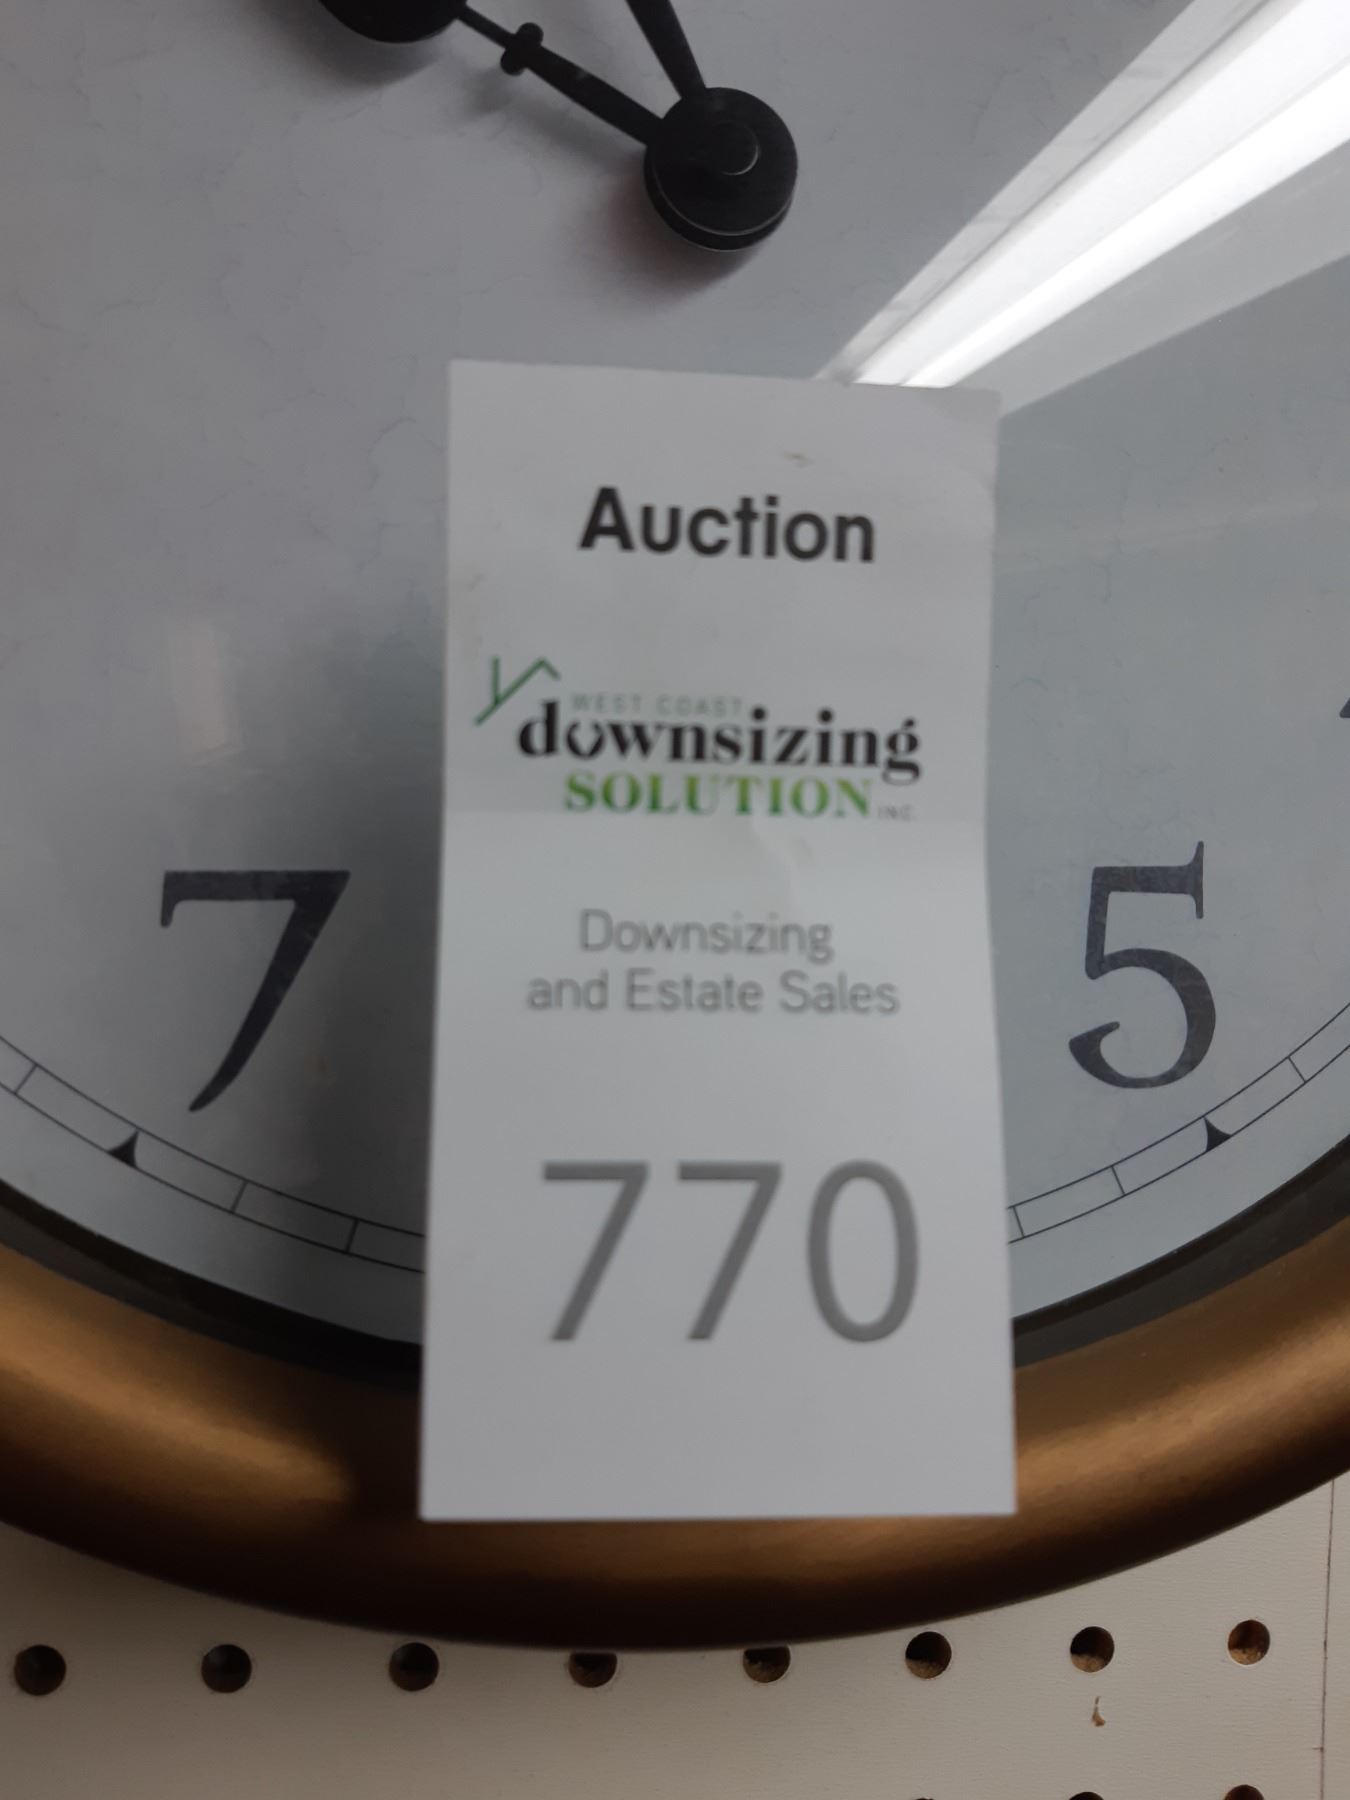 Auction
WEST COAST
downsizing
SOLUTION INC.
Downsizing
and Estate Sales
7 5
770